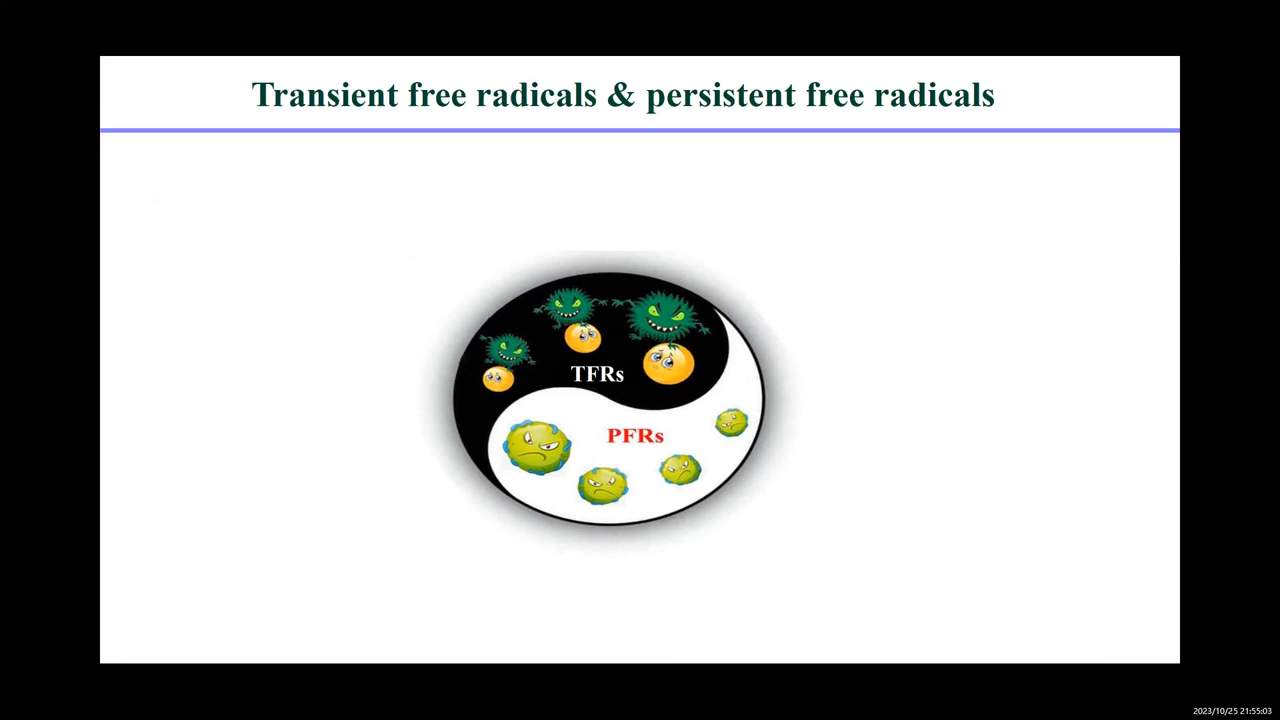 Transient free radicals & persistent free radicals
TFRs
PFRs
2023/10/25 21:55:03